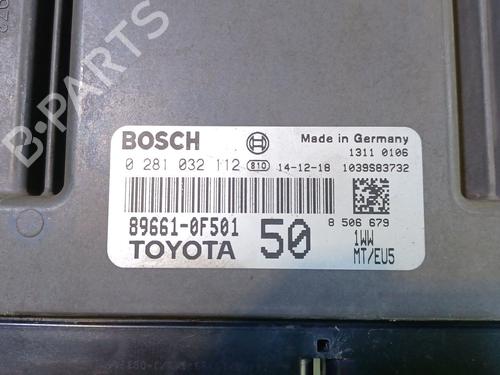 B-PARTS
BOSCH
Made in Germany
1311 0106
0 281 032 112 810 14-12-18 1039S83732
89661-0F501
8 506 679
TOYOTA 50
1WW
MT/EU5